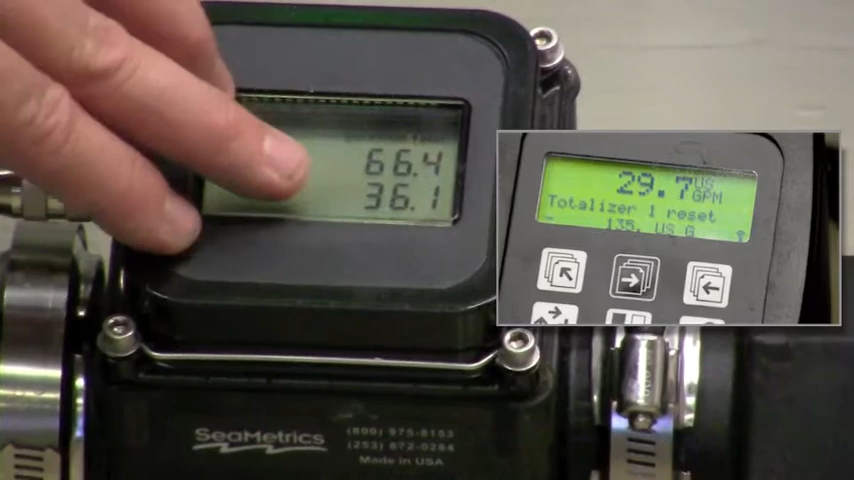 66.4
36.1
29.7 US GPM
Totalizer 1 reset
135. US G
SeaMetrics
(800) 975-8153
(253) 872-0284
Made in USA